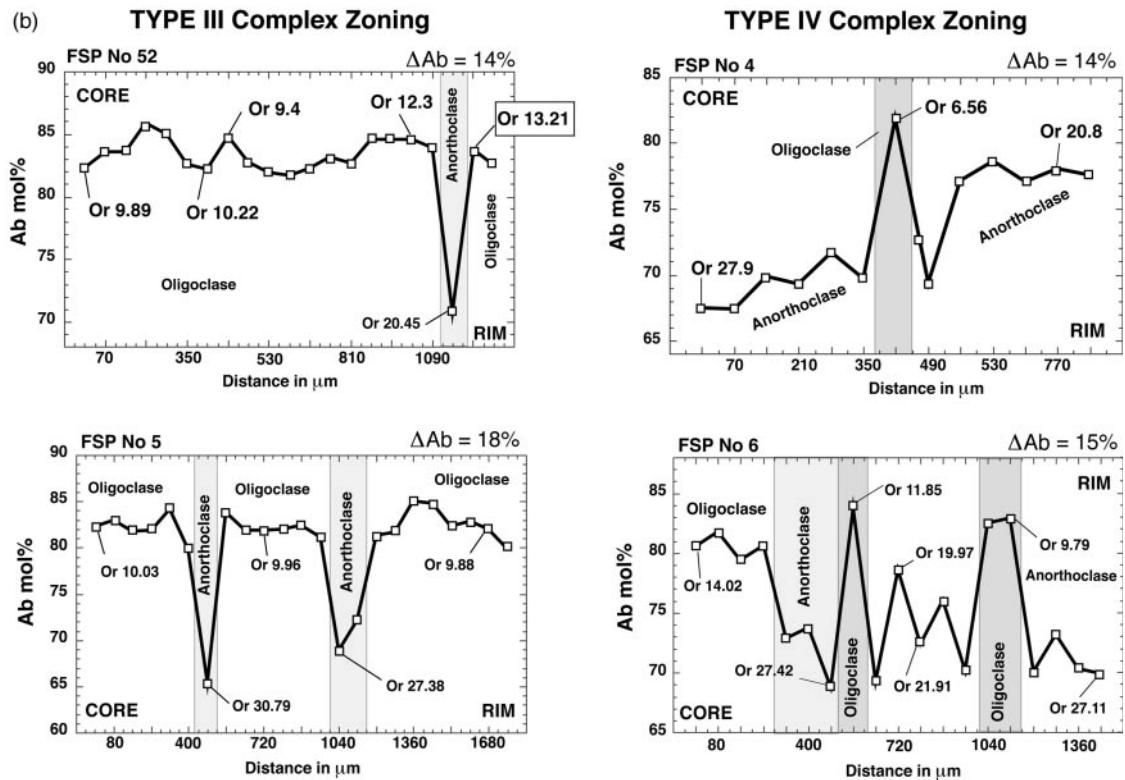 (b)
TYPE III Complex Zoning
FSP No 52
ΔAb = 14%
CORE
Or 9.4
Or 12.3
Or 13.21
Or 9.89
Or 10.22
Anorthoclase
Oligoclase
Oligoclase
Or 20.45
RIM
Ab mol%
90
85
80
75
70
70 350 530 810 1090
Distance in μm
TYPE IV Complex Zoning
FSP No 4
ΔAb = 14%
CORE
Or 6.56
Oligoclase
Or 20.8
Or 27.9
Anorthoclase
Anorthoclase
RIM
Ab mol%
85
80
75
70
65
70 210 350 490 530 770
Distance in μm
FSP No 5
ΔAb = 18%
Oligoclase
Oligoclase
Oligoclase
Anorthoclase
Anorthoclase
Or 10.03
Or 9.96
Or 9.88
Or 27.38
Or 30.79
CORE
RIM
Ab mol%
90
85
80
75
70
65
60
80 400 720 1040 1360 1680
Distance in μm
FSP No 6
ΔAb = 15%
RIM
Oligoclase
Or 11.85
Or 19.97
Or 9.79
Anorthoclase
Anorthoclase
Or 14.02
Or 27.42
Oligoclase
Or 21.91
Oligoclase
Or 27.11
CORE
Ab mol%
85
80
75
70
65
80 400 720 1040 1360
Distance in μm